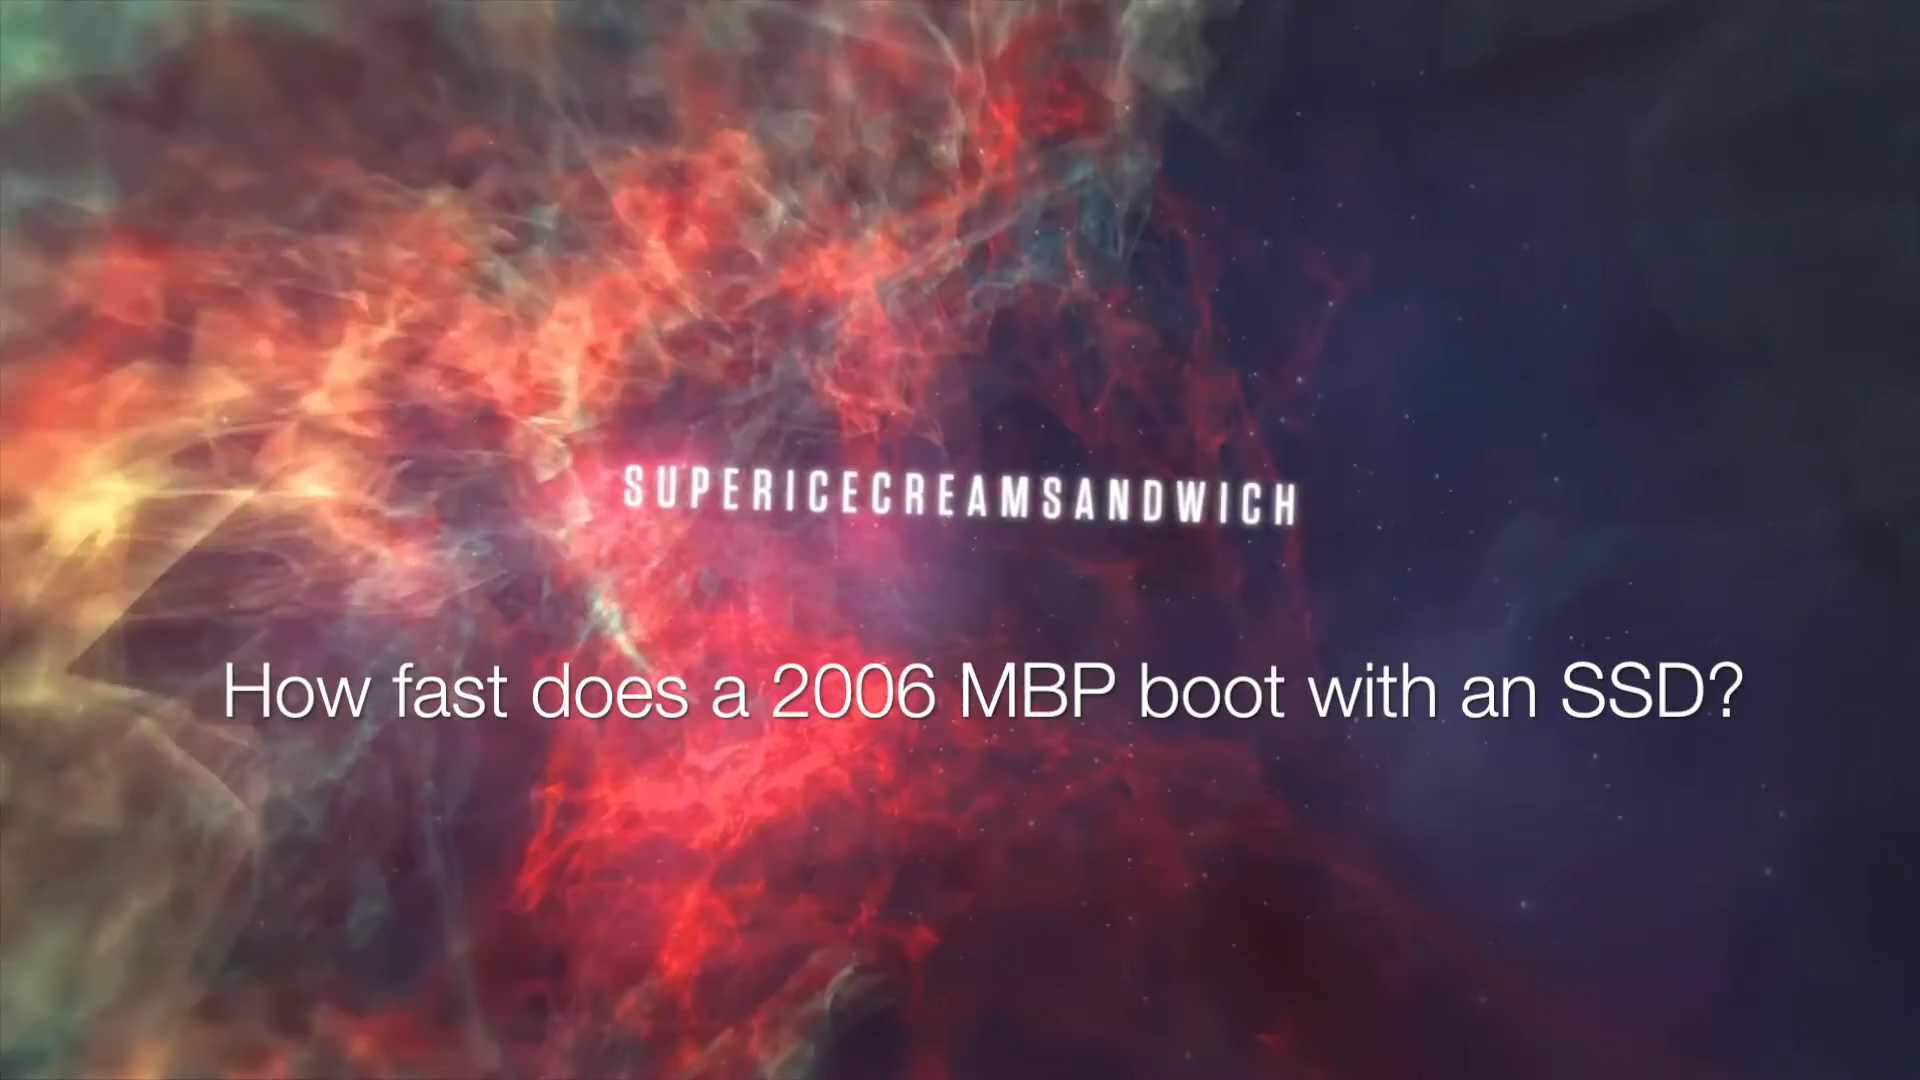 SUPERICECREAMSANDWICH
How fast does a 2006 MBP boot with an SSD?